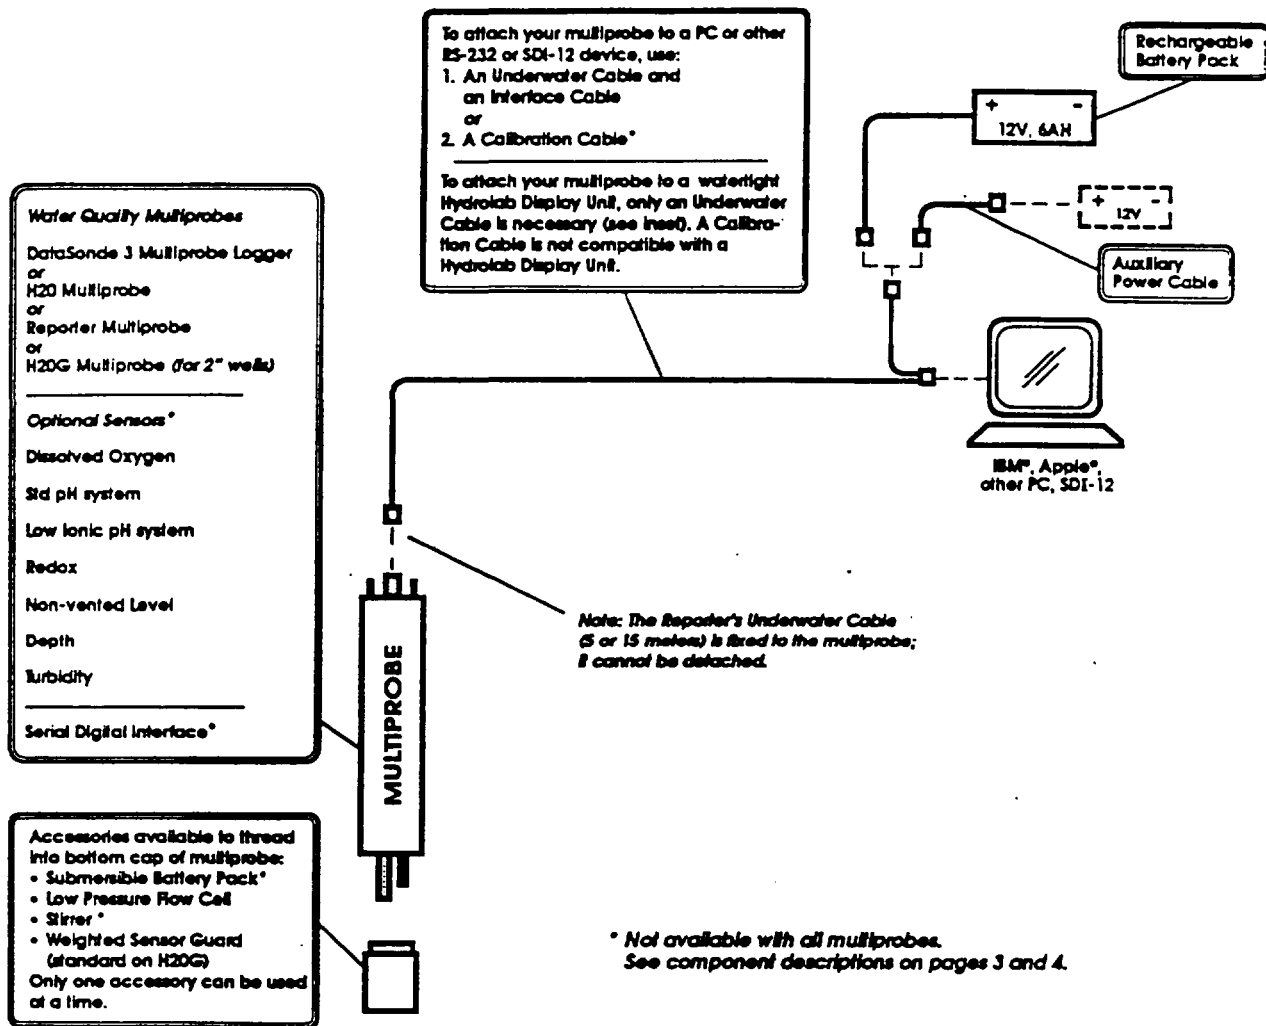 To attach your multiprobe to a PC or other
RS-232 or SDI-12 device, use:
1. An Underwater Cable and
an Interface Cable
or
2. A Calibration Cable*
To attach your multiprobe to a watertight
Hydrolab Display Unit, only an Underwater
Cable is necessary (see inset). A Calibra-
tion Cable is not compatible with a
Hydrolab Display Unit.
Rechargeable
Battery Pack
+ -
12V, 6AH
+ -
12V
Auxiliary
Power Cable
IBM®, Apple®,
other PC, SDI-12
Water Quality Multiprobes
DataSonde 3 Multiprobe Logger
or
H20 Multiprobe
or
Reporter Multiprobe
or
H20G Multiprobe (for 2" wells)
Optional Sensors*
Dissolved Oxygen
Std pH system
Low Ionic pH system
Redox
Non-vented Level
Depth
Turbidity
Serial Digital Interface*
Note: The Reporter's Underwater Cable
(5 or 15 meters) is fixed to the multiprobe;
it cannot be detached.
MULTIPROBE
Accessories available to thread
into bottom cap of multiprobe:
• Submersible Battery Pack*
• Low Pressure Flow Cell
• Stirrer *
• Weighted Sensor Guard
(standard on H20G)
Only one accessory can be used
at a time.
* Not available with all multiprobes.
See component descriptions on pages 3 and 4.